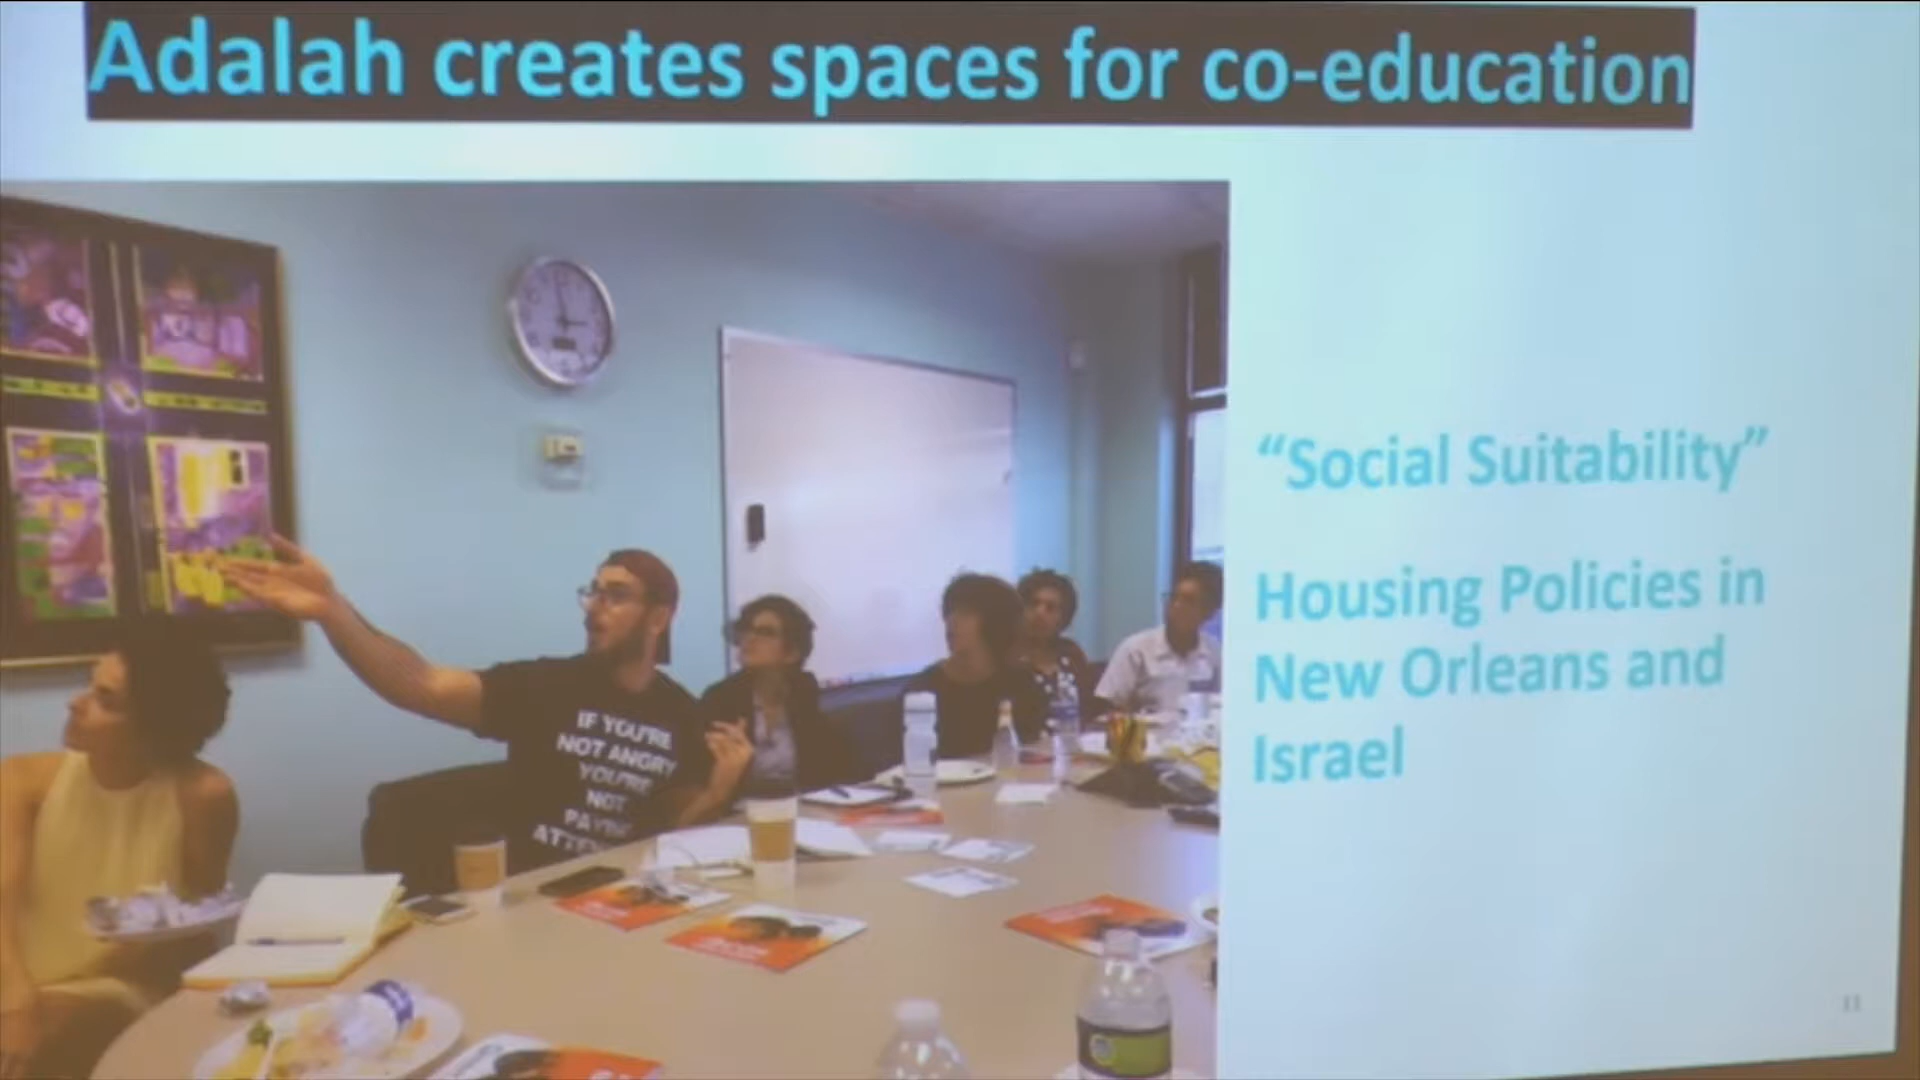 Adalah creates spaces for co-education
“Social Suitability”
Housing Policies in
New Orleans and
Israel
IF YOU'RE
NOT ANGRY
YOU'RE
NOT